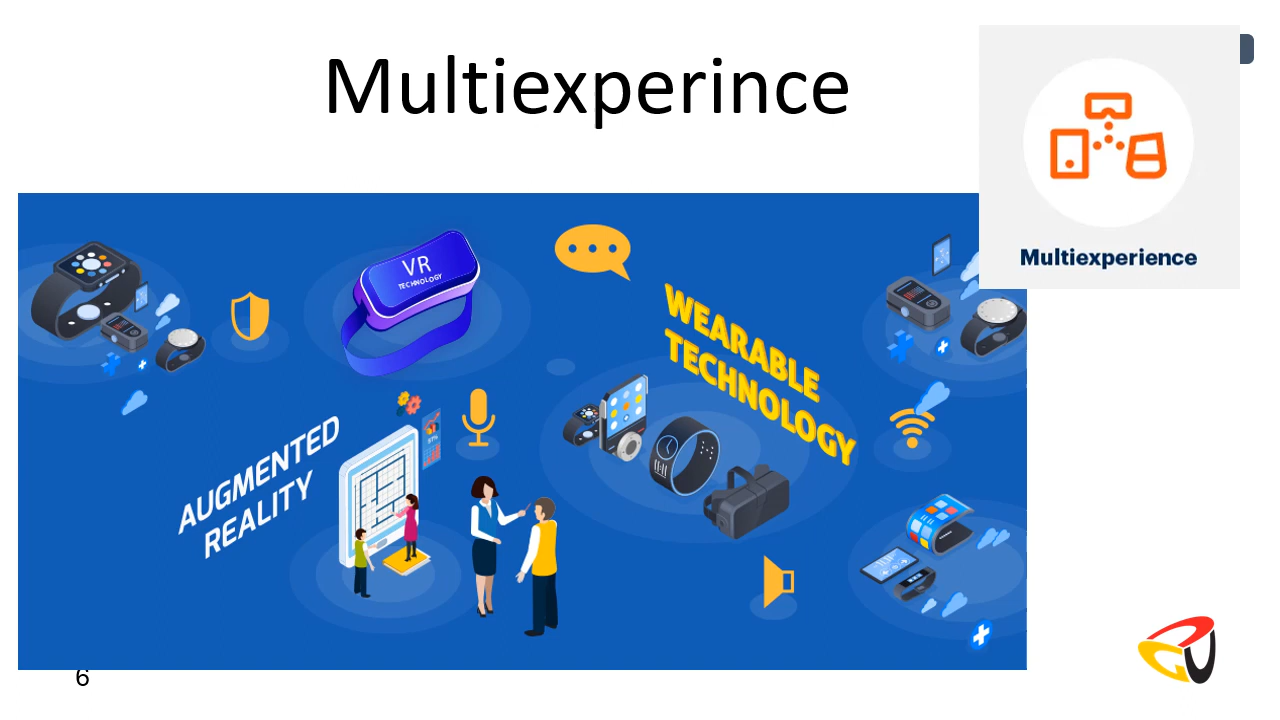 Multiexperince
Multiexperience
VR
TECHNOLOGY
WEARABLE
TECHNOLOGY
AUGMENTED
REALITY
6